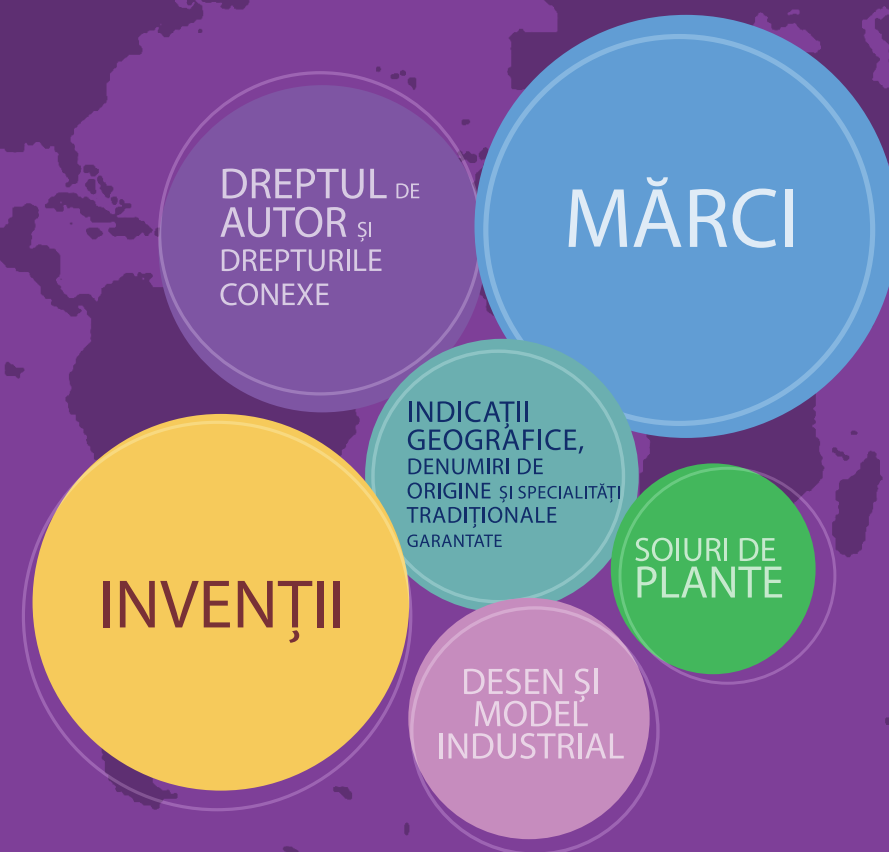 DREPTUL DE
AUTOR ȘI
DREPTURILE
CONEXE
MĂRCI
INDICAȚII
GEOGRAFICE,
DENUMIRI DE
ORIGINE ȘI SPECIALITĂȚI
TRADIȚIONALE
GARANTATE
SOIURI DE
PLANTE
INVENȚII
DESEN ȘI
MODEL
INDUSTRIAL